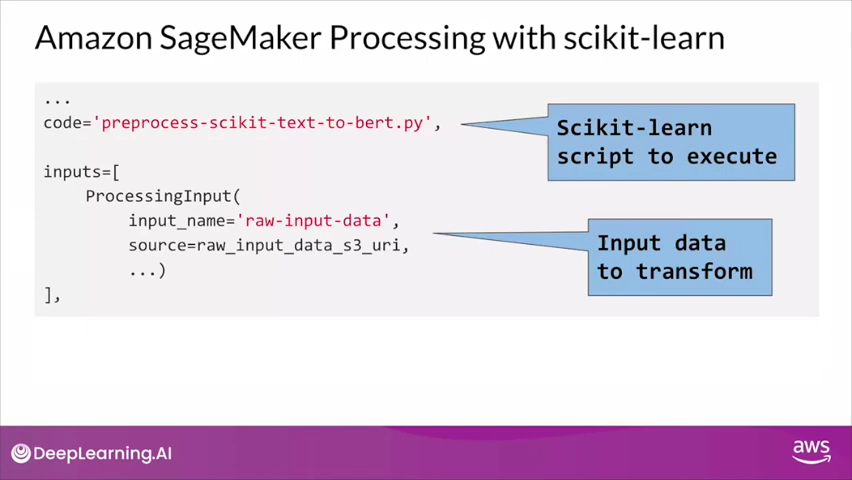 Amazon SageMaker Processing with scikit-learn
...
code='preprocess-scikit-text-to-bert.py',
Scikit-learn
script to execute
inputs=[
ProcessingInput(
input_name='raw-input-data',
source=raw_input_data_s3_uri,
...)
],
Input data
to transform
DeepLearning.AI
aws